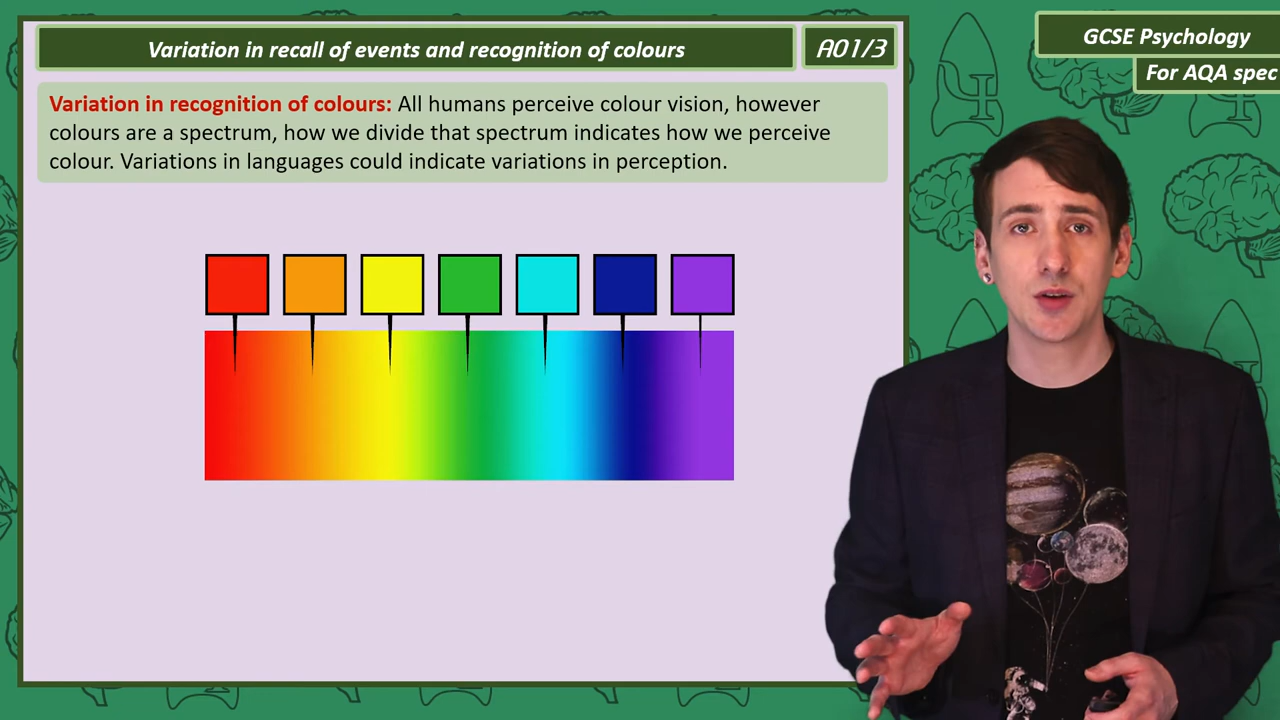 Variation in recall of events and recognition of colours
AO1/3
GCSE Psychology
For AQA spec
Variation in recognition of colours: All humans perceive colour vision, however
colours are a spectrum, how we divide that spectrum indicates how we perceive
colour. Variations in languages could indicate variations in perception.